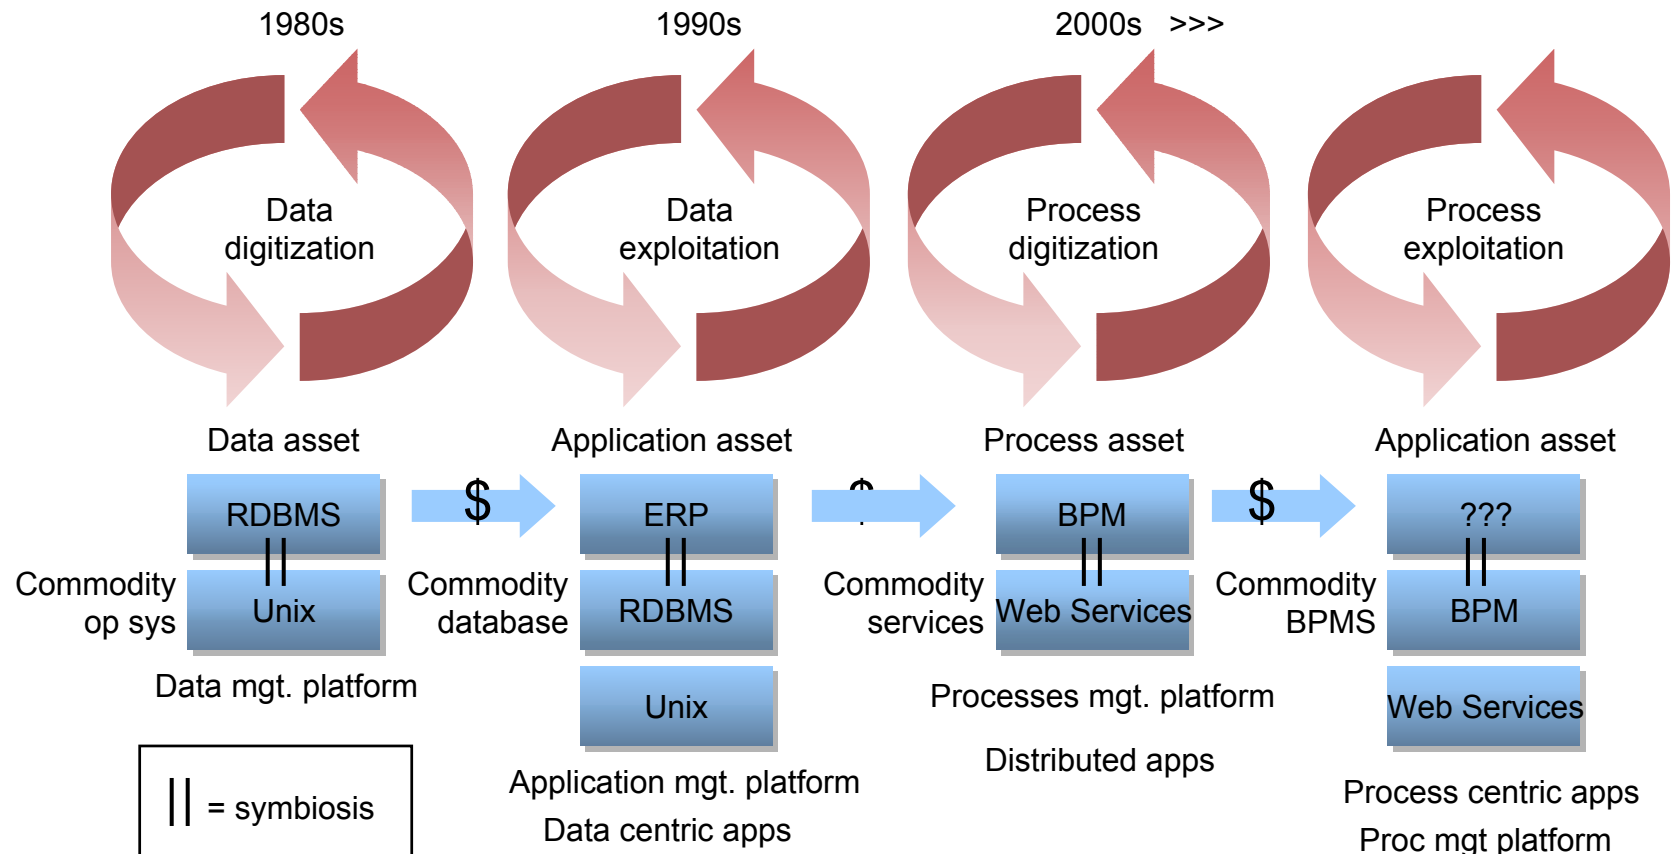 1980s
1990s
2000s >>>
Data
digitization
Data
exploitation
Process
digitization
Process
exploitation
Data asset
Application asset
Process asset
Application asset
RDBMS
$
ERP
$
BPM
$
???
Commodity
op sys
Unix
Commodity
database
RDBMS
Commodity
services
Web Services
Commodity
BPMS
BPM
Data mgt. platform
Unix
Processes mgt. platform
Web Services
Distributed apps
|| = symbiosis
Application mgt. platform
Data centric apps
Process centric apps
Proc mgt platform